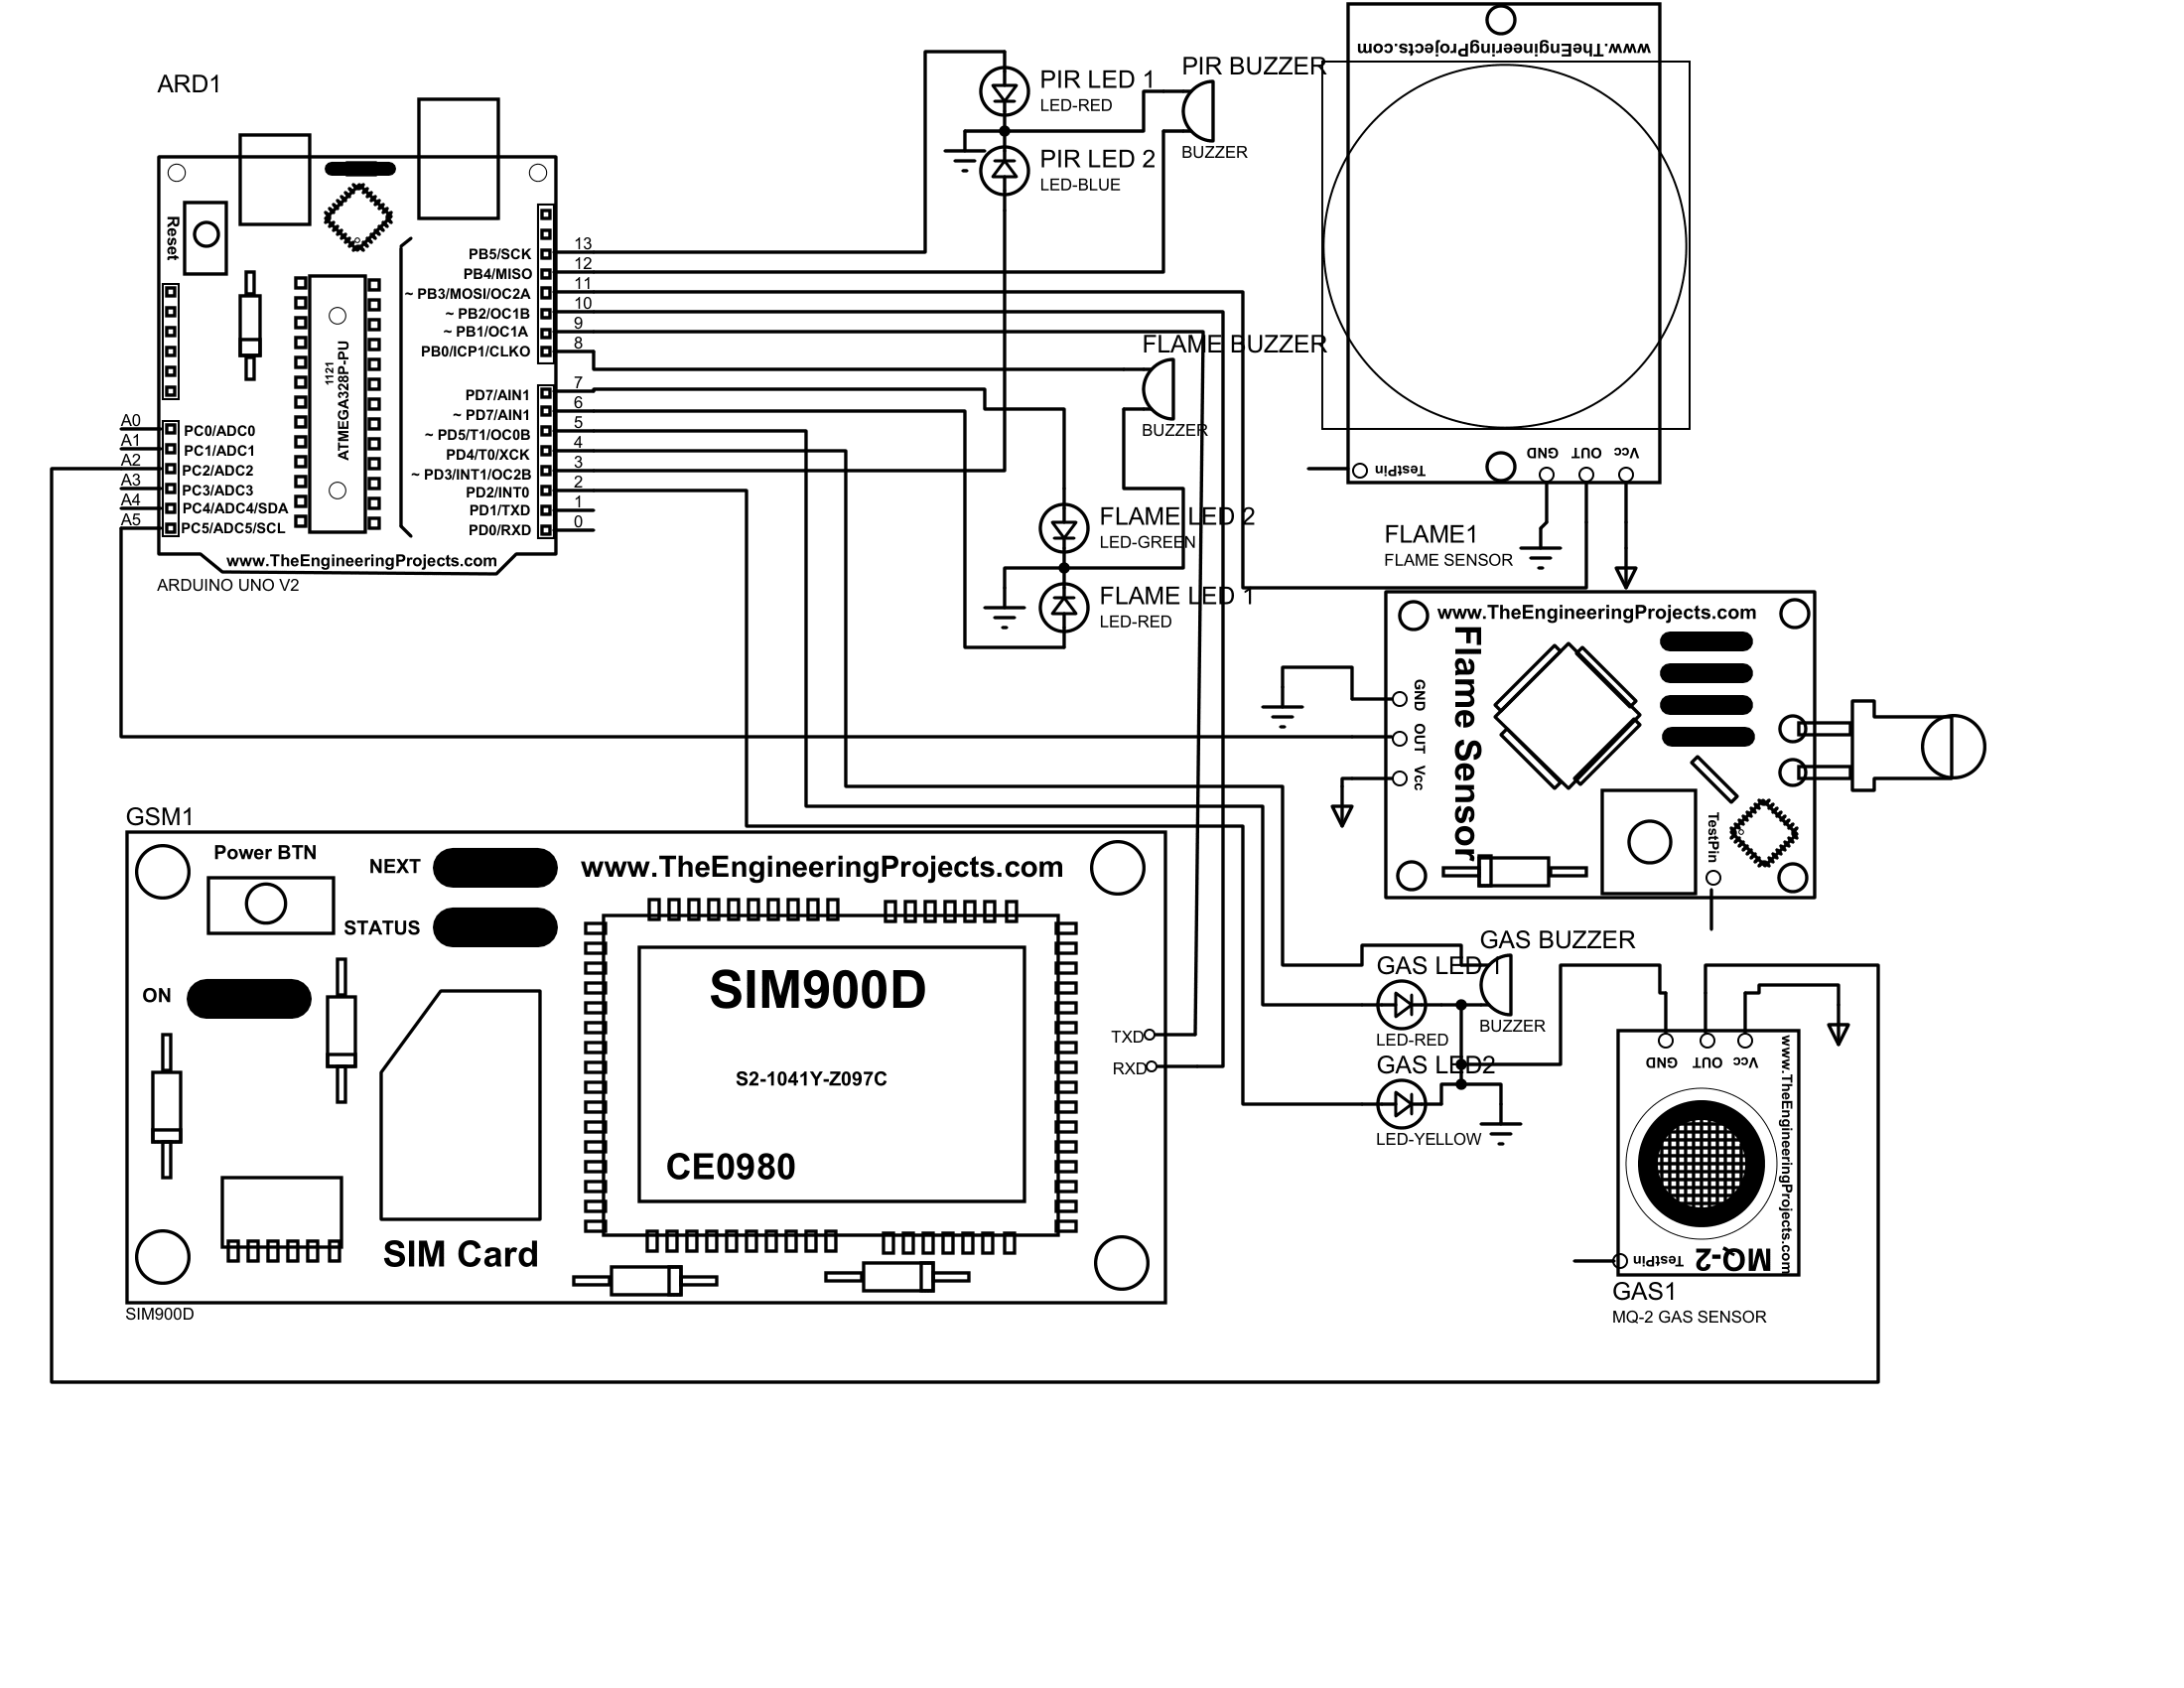 ARD1
Reset
1121
ATMEGA328P-PU
PB5/SCK
13
PB4/MISO
12
~ PB3/MOSI/OC2A
11
~ PB2/OC1B
10
~ PB1/OC1A
9
PB0/ICP1/CLKO
8
PD7/AIN1
7
~ PD7/AIN1
6
~ PD5/T1/OC0B
5
PD4/T0/XCK
4
~ PD3/INT1/OC2B
3
PD2/INT0
2
PD1/TXD
1
PD0/RXD
0
A0
PC0/ADC0
A1
PC1/ADC1
A2
PC2/ADC2
A3
PC3/ADC3
A4
PC4/ADC4/SDA
A5
PC5/ADC5/SCL
www.TheEngineeringProjects.com
ARDUINO UNO V2
PIR LED 1
LED-RED
PIR LED 2
LED-BLUE
PIR BUZZER
BUZZER
www.TheEngineeringProjects.com
TestPin
GND
OUT
Vcc
FLAME BUZZER
BUZZER
FLAME LED 2
LED-GREEN
FLAME LED 1
LED-RED
FLAME1
FLAME SENSOR
www.TheEngineeringProjects.com
Flame Sensor
GND
OUT
Vcc
TestPin
GSM1
Power BTN
NEXT
STATUS
ON
www.TheEngineeringProjects.com
SIM900D
S2-1041Y-Z097C
CE0980
SIM Card
TXD
RXD
SIM900D
GAS BUZZER
BUZZER
GAS LED 1
LED-RED
GAS LED2
LED-YELLOW
GND
OUT
Vcc
www.TheEngineeringProjects.com
TestPin
MQ-2
GAS1
MQ-2 GAS SENSOR